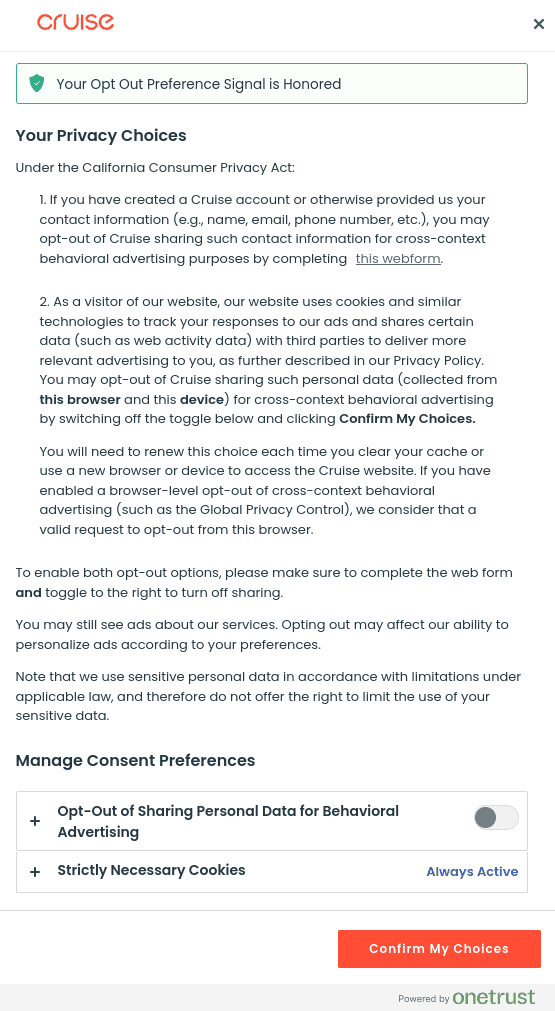 cruise
Your Opt Out Preference Signal is Honored
Your Privacy Choices
Under the California Consumer Privacy Act:
1. If you have created a Cruise account or otherwise provided us your
contact information (e.g., name, email, phone number, etc.), you may
opt-out of Cruise sharing such contact information for cross-context
behavioral advertising purposes by completing this webform.
2. As a visitor of our website, our website uses cookies and similar
technologies to track your responses to our ads and shares certain
data (such as web activity data) with third parties to deliver more
relevant advertising to you, as further described in our Privacy Policy.
You may opt-out of Cruise sharing such personal data (collected from
this browser and this device) for cross-context behavioral advertising
by switching off the toggle below and clicking Confirm My Choices.
You will need to renew this choice each time you clear your cache or
use a new browser or device to access the Cruise website. If you have
enabled a browser-level opt-out of cross-context behavioral
advertising (such as the Global Privacy Control), we consider that a
valid request to opt-out from this browser.
To enable both opt-out options, please make sure to complete the web form
and toggle to the right to turn off sharing.
You may still see ads about our services. Opting out may affect our ability to
personalize ads according to your preferences.
Note that we use sensitive personal data in accordance with limitations under
applicable law, and therefore do not offer the right to limit the use of your
sensitive data.
Manage Consent Preferences
Opt-Out of Sharing Personal Data for Behavioral
Advertising
Strictly Necessary Cookies Always Active
Confirm My Choices
Powered by onetrust